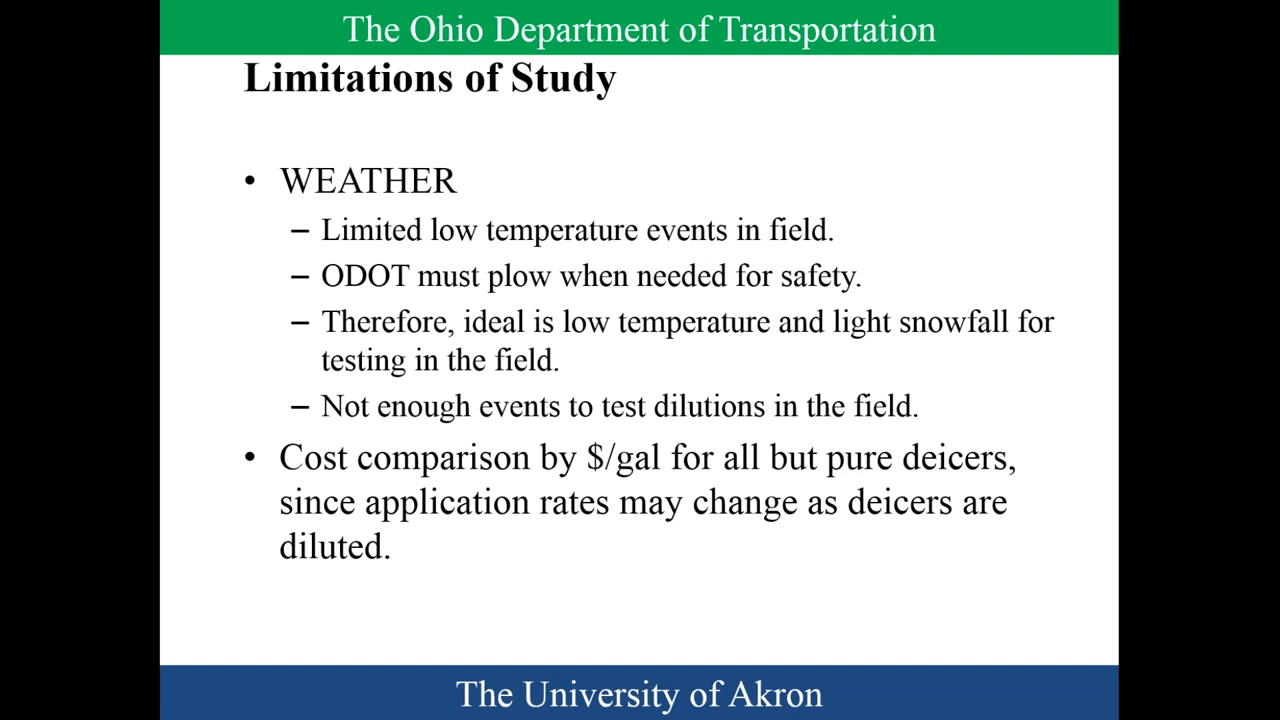 The Ohio Department of Transportation
Limitations of Study
• WEATHER
– Limited low temperature events in field.
– ODOT must plow when needed for safety.
– Therefore, ideal is low temperature and light snowfall for
testing in the field.
– Not enough events to test dilutions in the field.
• Cost comparison by $/gal for all but pure deicers,
since application rates may change as deicers are
diluted.
The University of Akron